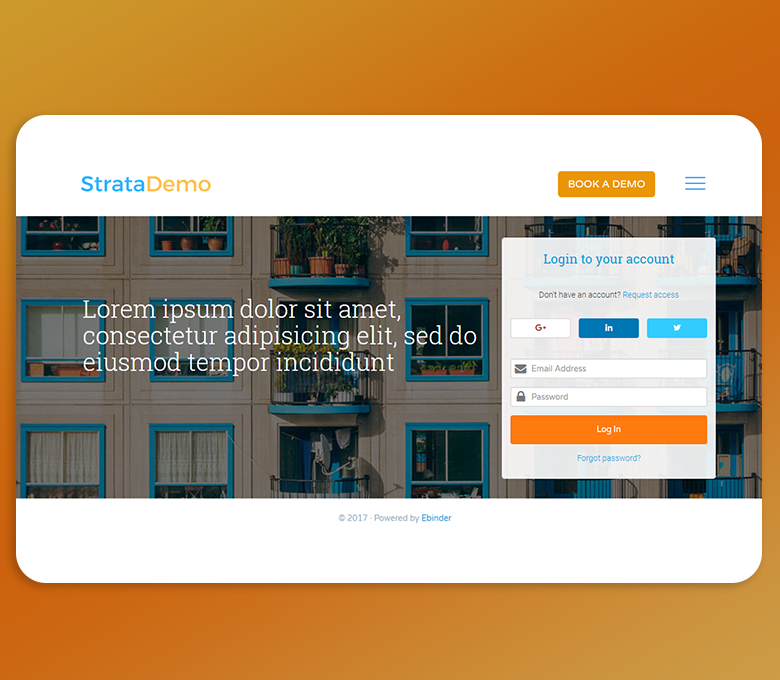 StrataDemo
BOOK A DEMO
Login to your account
Don't have an account? Request access
G+
in
Lorem ipsum dolor sit amet,
consectetur adipisicing elit, sed do
eiusmod tempor incididunt
Email Address
Password
Log In
Forgot password?
© 2017 · Powered by Ebinder